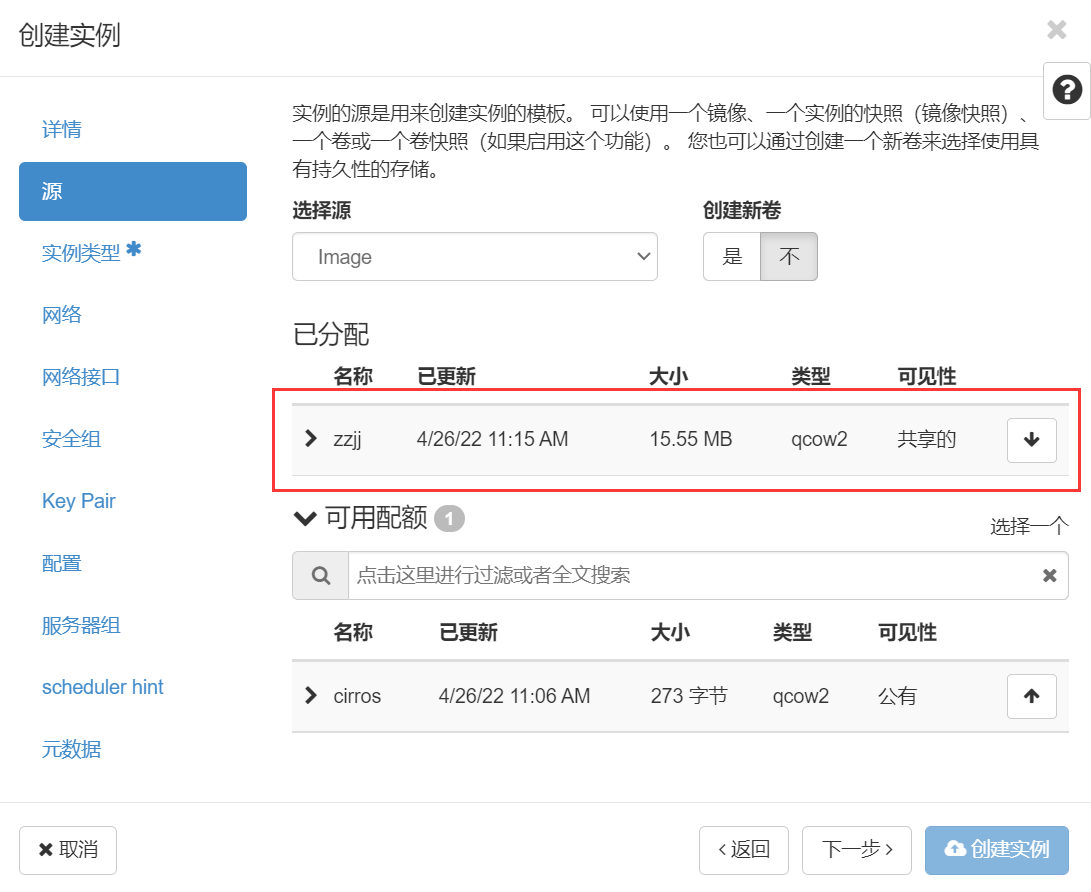 创建实例
详情
源
实例类型 *
网络
网络接口
安全组
Key Pair
配置
服务器组
scheduler hint
元数据
实例的源是用来创建实例的模板。 可以使用一个镜像、一个实例的快照（镜像快照）、
一个卷或一个卷快照（如果启用这个功能）。 您也可以通过创建一个新卷来选择使用具
有持久性的存储。
选择源 创建新卷
Image 是 不
已分配
名称 已更新 大小 类型 可见性
zzjj 4/26/22 11:15 AM 15.55 MB qcow2 共享的
可用配额 1 选择一个
点击这里进行过滤或者全文搜索
名称 已更新 大小 类型 可见性
cirros 4/26/22 11:06 AM 273 字节 qcow2 公有
取消 返回 下一步 创建实例